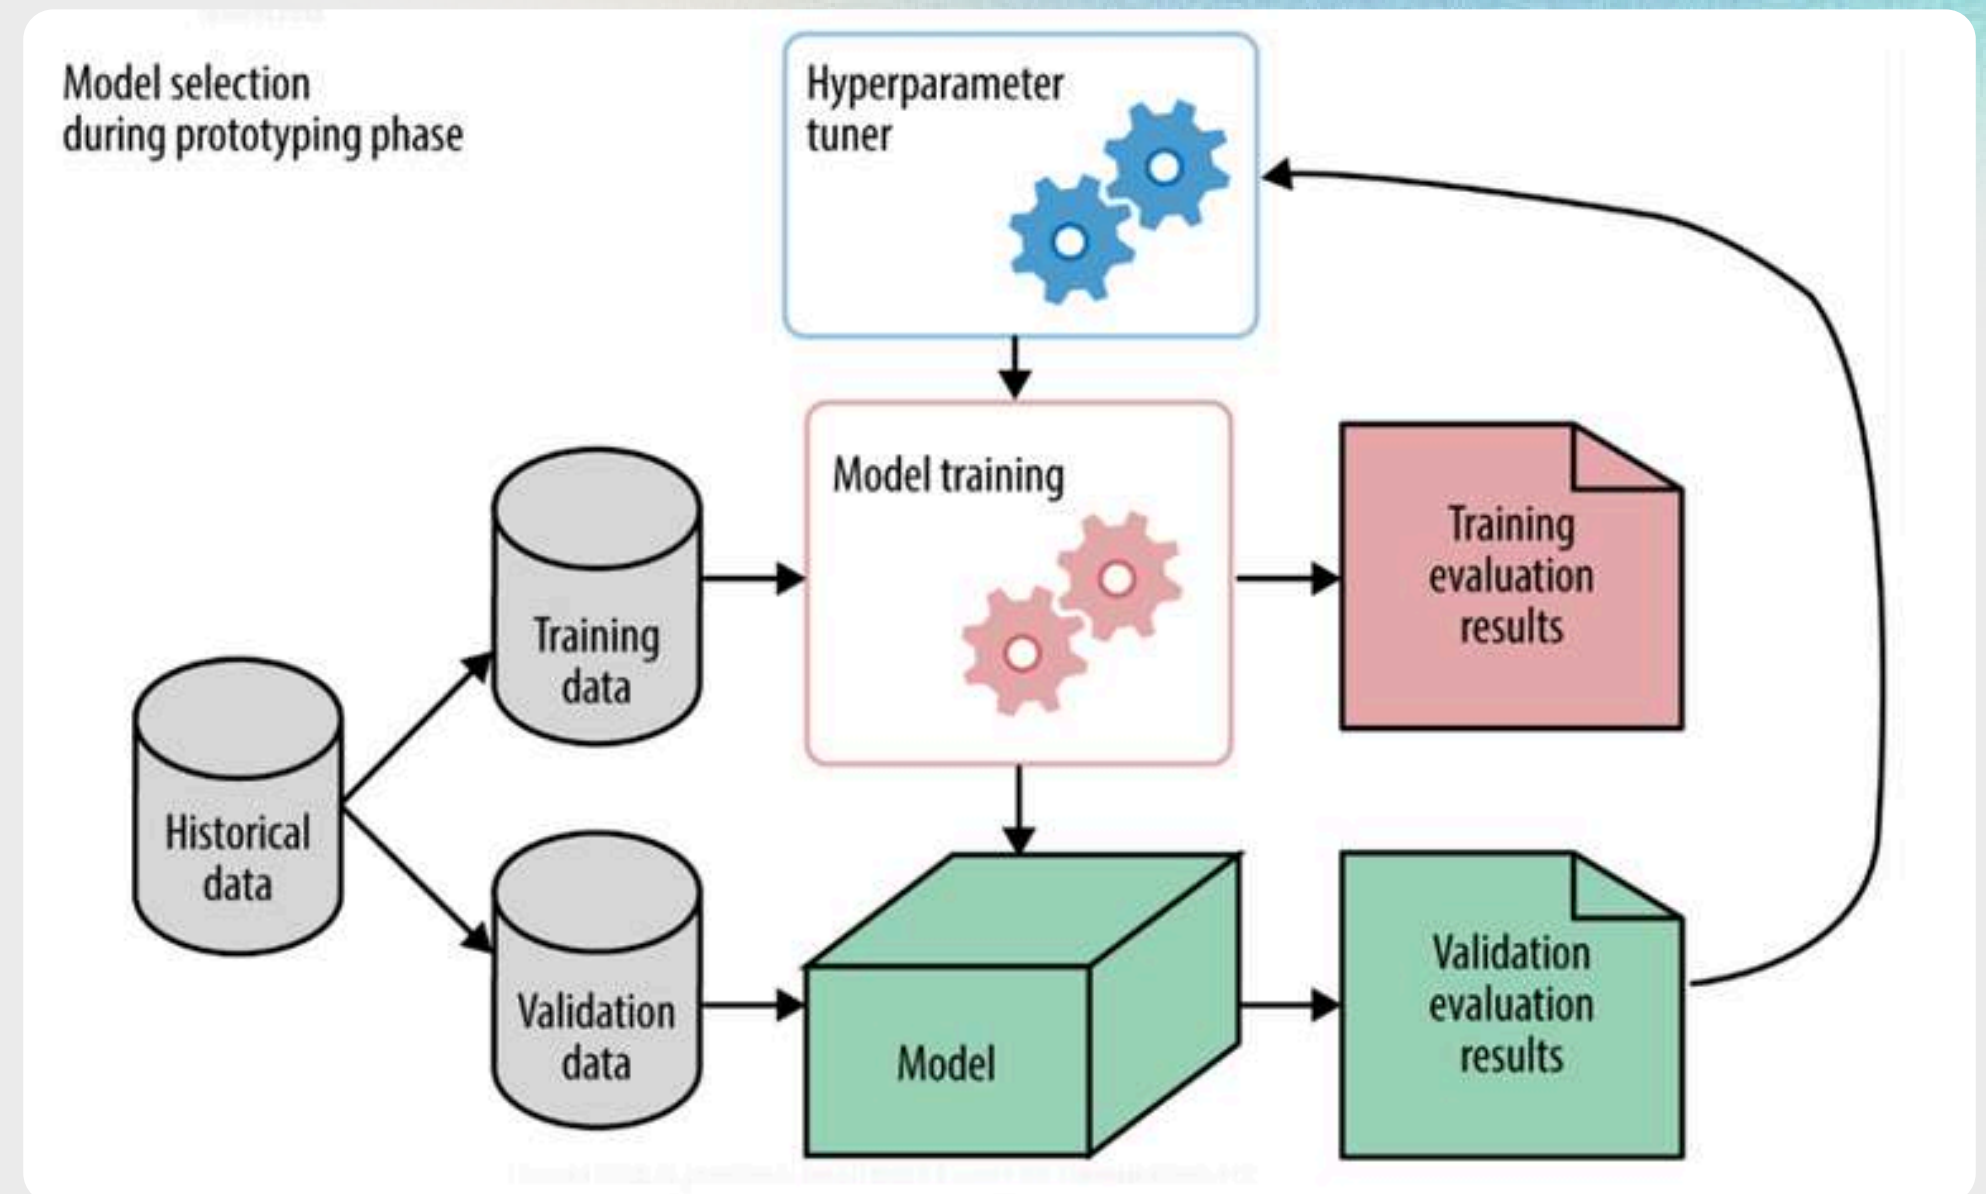 Model selection
during prototyping phase
Hyperparameter
tuner
Model training
Training
evaluation
results
Training
data
Historical
data
Validation
data
Model
Validation
evaluation
results